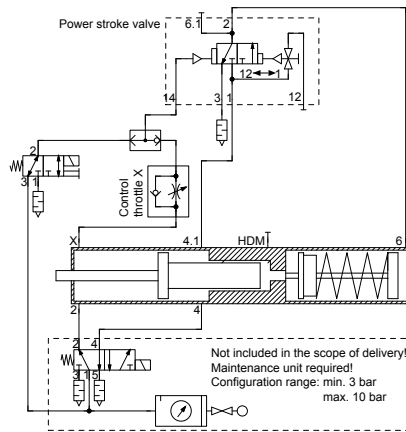 6.1 2
Power stroke valve
12 1
14 3 1 12
2
3 1
Control
throttle X
X 4.1 HDM 6
2 4
2 4
3 1 5
Not included in the scope of delivery!
Maintenance unit required!
Configuration range: min. 3 bar
max. 10 bar